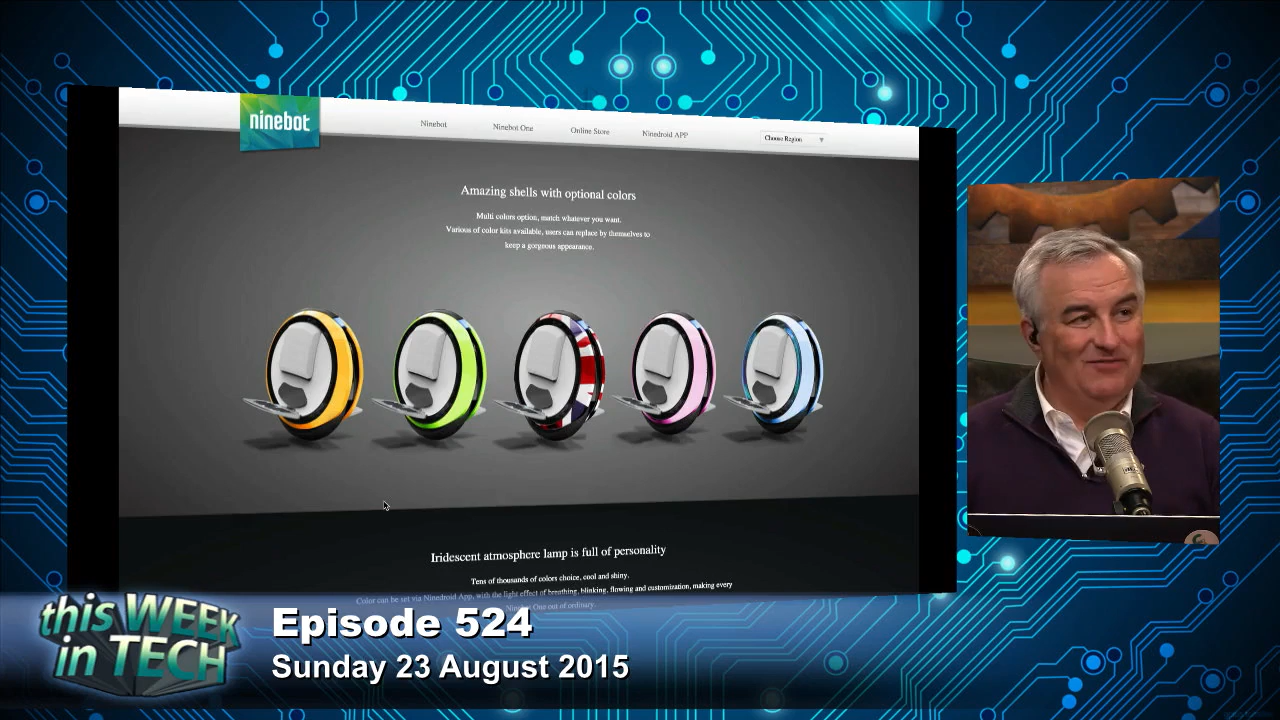 ninebot
Ninebot
Ninebot One
Online Store
Ninedroid APP
Choose Region
Amazing shells with optional colors
Multi colors option, match whatever you want.
Various of color kits available, users can replace by themselves to
keep a gorgeous appearance.
Iridescent atmosphere lamp is full of personality
Tens of thousands of colors choice, cool and shiny.
Color can be set via Ninedroid App, with the light effect of breathing, blinking, flowing and customization, making every
Ninebot One out of ordinary.
this WEEK
in TECH
Episode 524
Sunday 23 August 2015